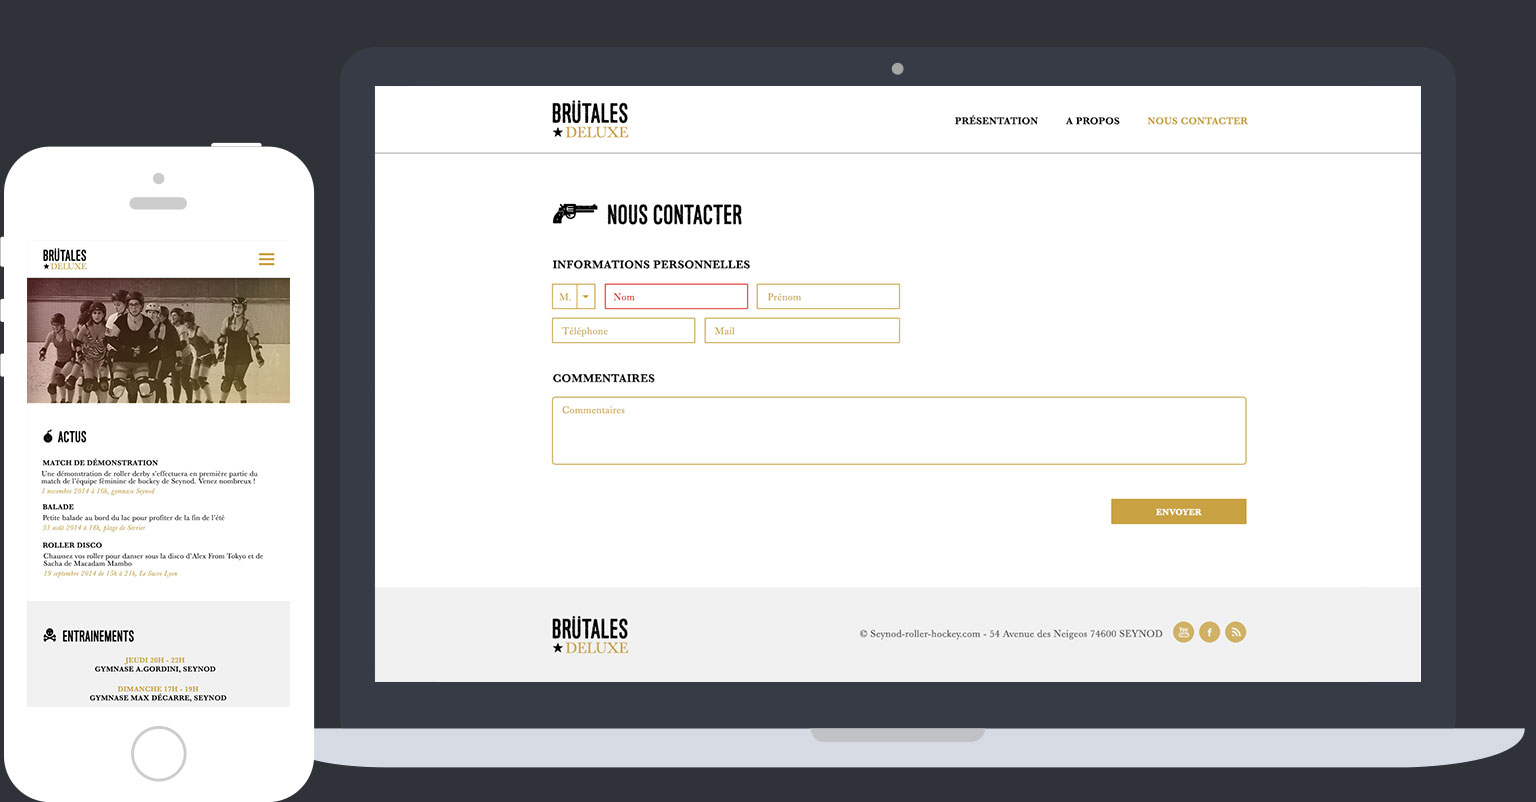 BRÜTALES
★ DELUXE
ACTUS
MATCH DE DÉMONSTRATION
Une démonstration de roller derby s'effectuera en première partie du
match de l'équipe féminine de hockey de Seynod. Venez nombreux !
1 novembre 2014 à 16h, gymnase Seynod
BALADE
Petite balade au bord du lac pour profiter de la fin de l'été
31 août 2014 à 18h, plage de Sevrier
ROLLER DISCO
Chaussez vos roller pour danser sous la disco d'Alex From Tokyo et de
Sacha de Macadam Mambo
19 septembre 2014 de 15h à 21h, Le Sucre Lyon
ENTRAINEMENTS
JEUDI 20H - 22H
GYMNASE A.GORDINI, SEYNOD
DIMANCHE 17H - 19H
GYMNASE MAX DÉCARRE, SEYNOD
BRÜTALES
★ DELUXE
PRÉSENTATION
A PROPOS
NOUS CONTACTER
NOUS CONTACTER
INFORMATIONS PERSONNELLES
M.
Nom
Prénom
Téléphone
Mail
COMMENTAIRES
Commentaires
ENVOYER
BRÜTALES
★ DELUXE
© Seynod-roller-hockey.com - 54 Avenue des Neigeos 74600 SEYNOD
You
Tube
f